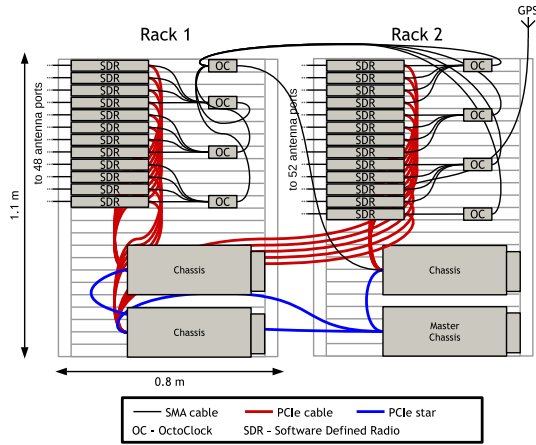 GPS
Rack 1
Rack 2
1.1 m
to 48 antenna ports
SDR
SDR
SDR
SDR
SDR
SDR
SDR
SDR
SDR
SDR
SDR
SDR
OC
OC
OC
OC
Chassis
Chassis
0.8 m
to 52 antenna ports
SDR
SDR
SDR
SDR
SDR
SDR
SDR
SDR
SDR
SDR
SDR
SDR
SDR
OC
OC
OC
OC
Chassis
Master
Chassis
SMA cable PCIe cable PCIe star
OC - OctoClock SDR - Software Defined Radio